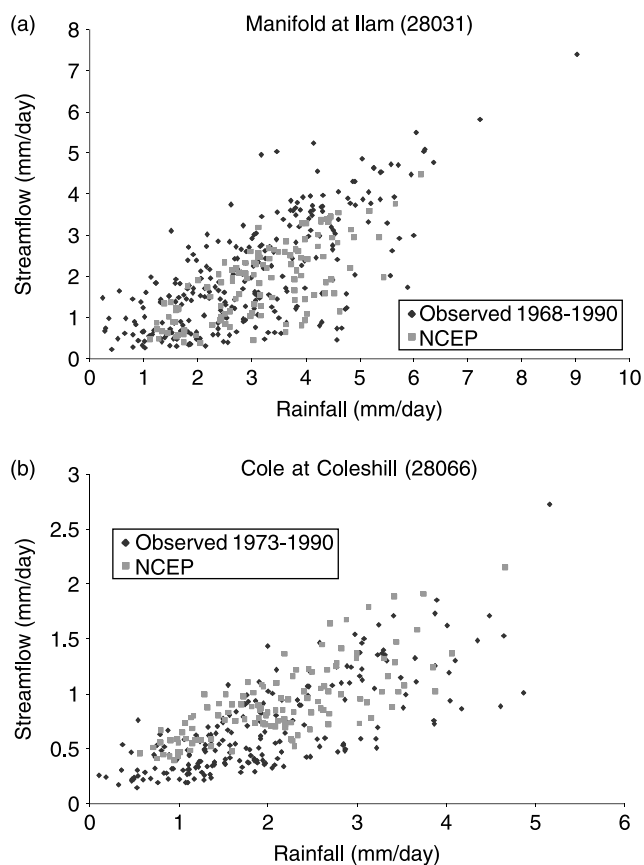 (a)
Manifold at Ilam (28031)
8
7
6
5
4
3
2
1
0
Streamflow (mm/day)
Observed 1968-1990
NCEP
0 1 2 3 4 5 6 7 8 9 10
Rainfall (mm/day)
(b)
Cole at Coleshill (28066)
3
2.5
2
1.5
1
0.5
0
Streamflow (mm/day)
Observed 1973-1990
NCEP
0 1 2 3 4 5 6
Rainfall (mm/day)